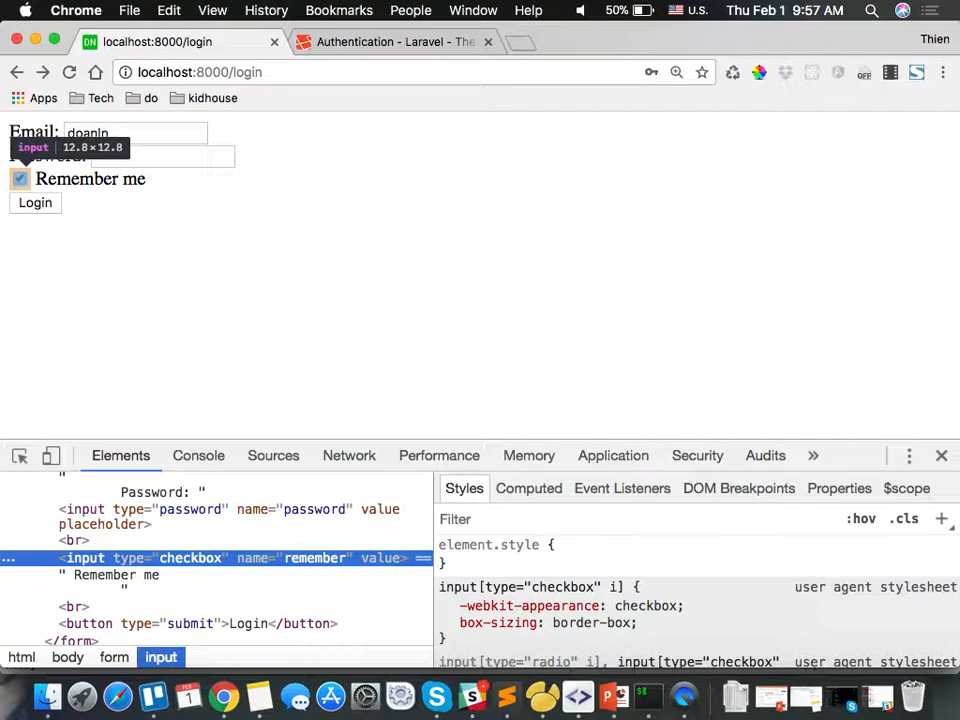 Chrome File Edit View History Bookmarks People Window Help 50% U.S. Thu Feb 1 9:57 AM
localhost:8000/login Authentication - Laravel - The Thien
localhost:8000/login OFF
Apps Tech do kidhouse
Email: doanln
input 12.8×12.8
Password:
Remember me
Login
Elements Console Sources Network Performance Memory Application Security Audits »
"
Password: "
<input type="password" name="password" value
placeholder>
<br>
... <input type="checkbox" name="remember" value> ==
" Remember me
"
<br>
<button type="submit">Login</button>
</form>
html body form input
Styles Computed Event Listeners DOM Breakpoints Properties $scope
Filter :hov .cls +
element.style {
}
input[type="checkbox" i] { user agent stylesheet
-webkit-appearance: checkbox;
box-sizing: border-box;
}
input[type="radio" i], input[type="checkbox" user agent stylesheet